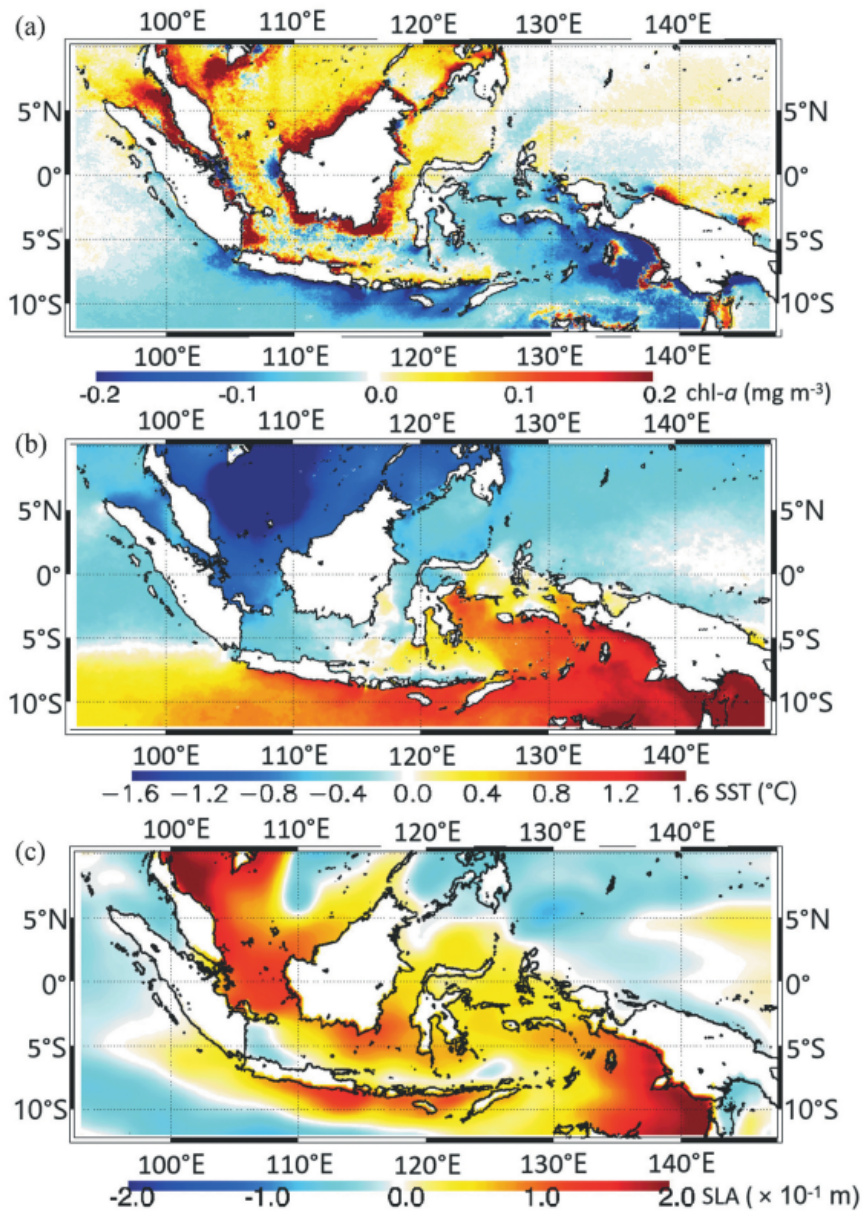 (a)
100°E 110°E 120°E 130°E 140°E
5°N 5°N
0° 0°
5°S 5°S
10°S 10°S
100°E 110°E 120°E 130°E 140°E
-0.2 -0.1 0.0 0.1 0.2 chl-a (mg m⁻³)
(b)
100°E 110°E 120°E 130°E 140°E
5°N 5°N
0° 0°
5°S 5°S
10°S 10°S
100°E 110°E 120°E 130°E 140°E
−1.6 −1.2 −0.8 −0.4 0.0 0.4 0.8 1.2 1.6 SST (°C)
(c)
100°E 110°E 120°E 130°E 140°E
5°N 5°N
0° 0°
5°S 5°S
10°S 10°S
100°E 110°E 120°E 130°E 140°E
-2.0 -1.0 0.0 1.0 2.0 SLA ( × 10⁻¹ m)